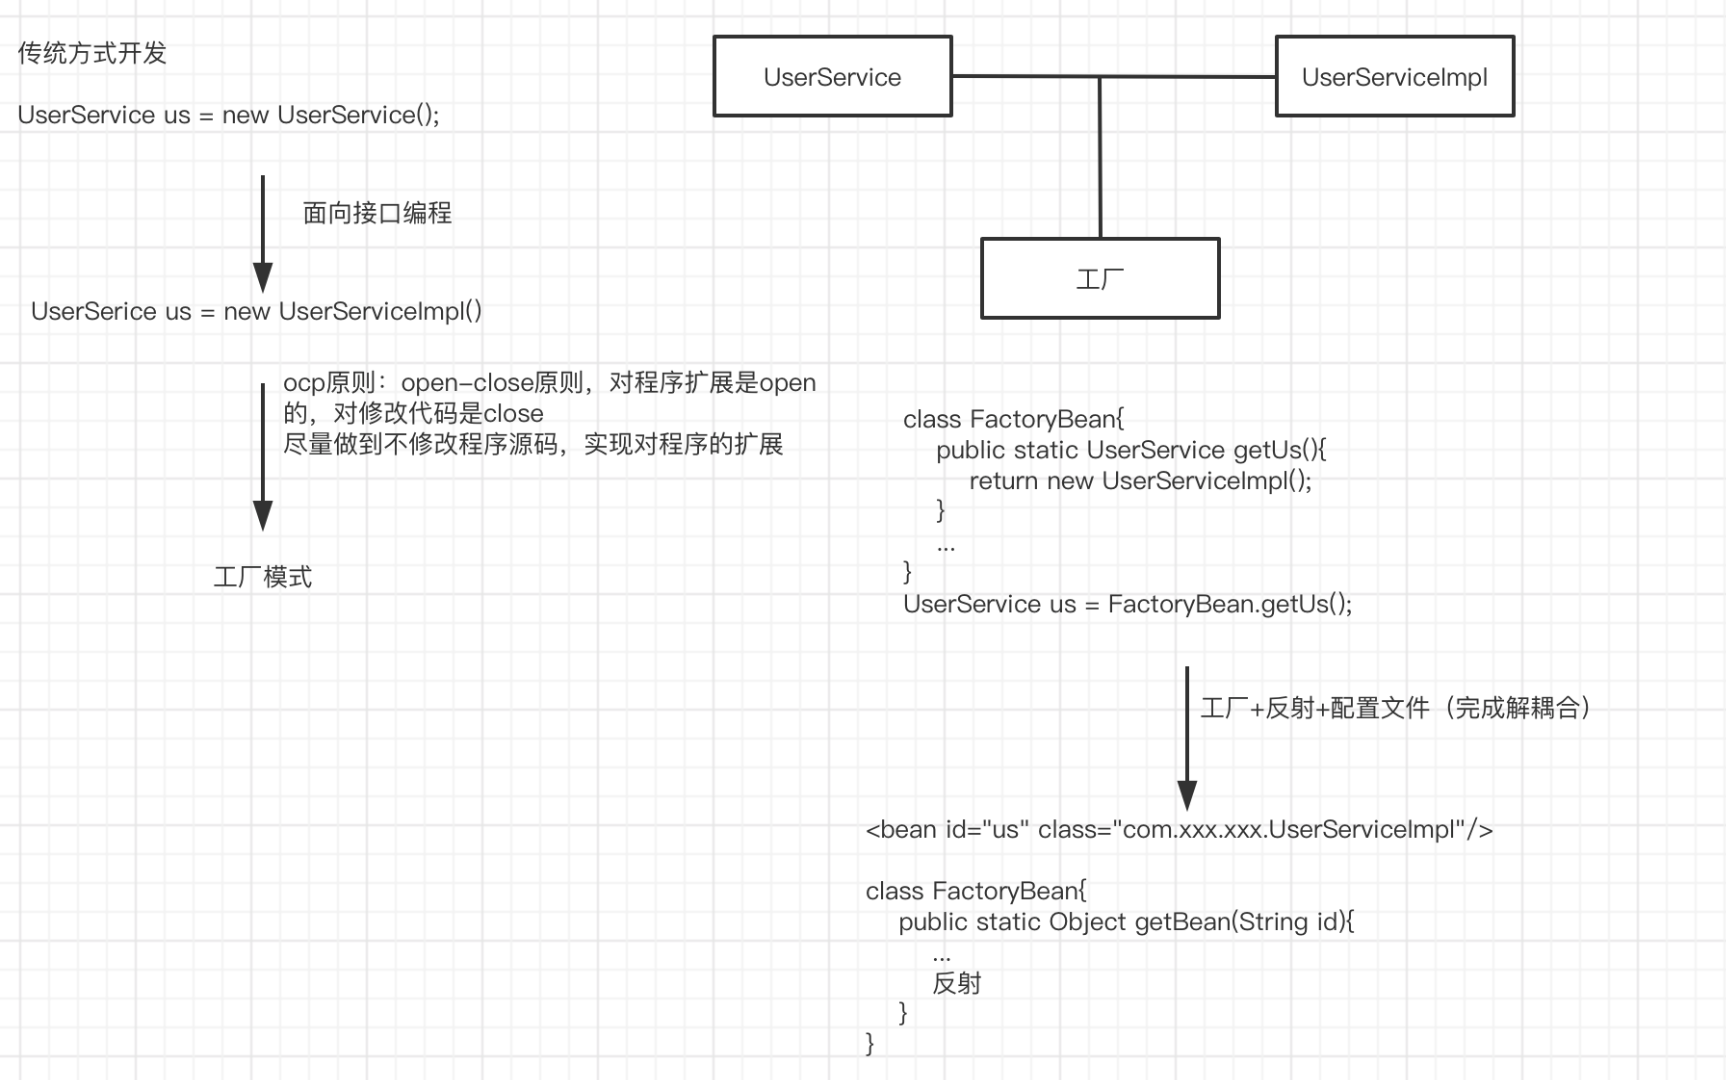 传统方式开发
UserService us = new UserService();
面向接口编程
UserSerice us = new UserServiceImpl()
ocp原则：open-close原则，对程序扩展是open
的，对修改代码是close
尽量做到不修改程序源码，实现对程序的扩展
工厂模式
UserService
UserServiceImpl
工厂
class FactoryBean{
public static UserService getUs(){
return new UserServiceImpl();
}
...
}
UserService us = FactoryBean.getUs();
工厂+反射+配置文件（完成解耦合）
<bean id="us" class="com.xxx.xxx.UserServiceImpl"/>
class FactoryBean{
public static Object getBean(String id){
...
反射
}
}